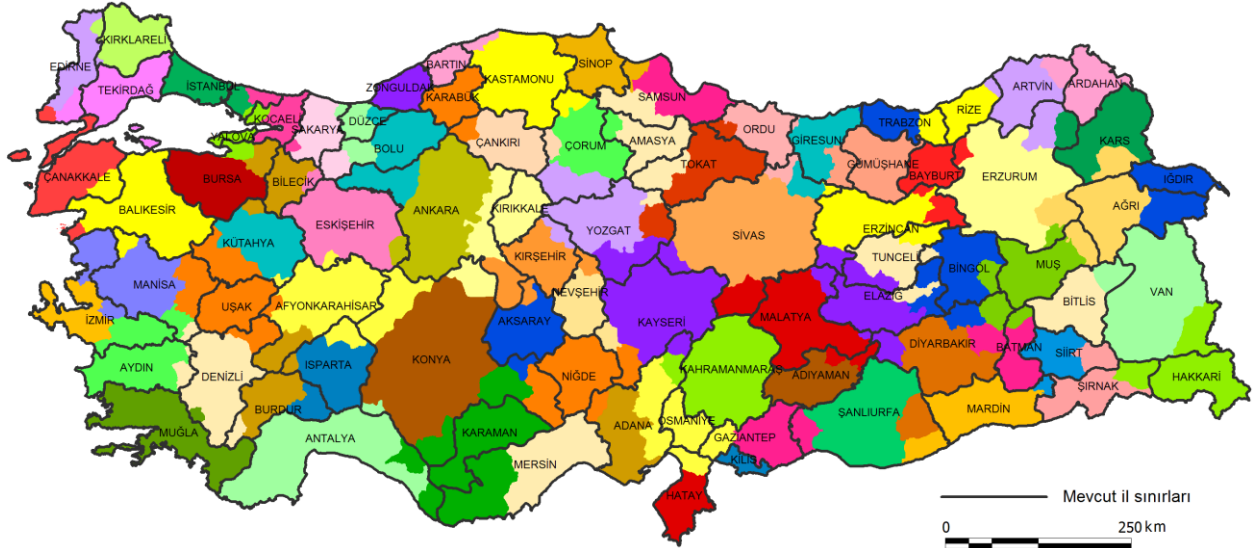 KIRKLARELİ
EDİRNE
TEKİRDAĞ
İSTANBUL
KOCAELİ
YALOVA
SAKARYA
DÜZCE
ZONGULDAK
BARTIN
KARABÜK
KASTAMONU
SİNOP
SAMSUN
BOLU
ÇANKIRI
ÇORUM
AMASYA
TOKAT
ORDU
GİRESUN
TRABZON
RİZE
ARTVİN
ARDAHAN
KARS
GÜMÜŞHANE
BAYBURT
ERZURUM
IĞDIR
AĞRI
ÇANAKKALE
BALIKESİR
BURSA
BİLECİK
ESKİŞEHİR
ANKARA
KIRIKKALE
YOZGAT
SİVAS
ERZİNCAN
TUNCELİ
BİNGÖL
MUŞ
BİTLİS
VAN
KÜTAHYA
MANİSA
UŞAK
AFYONKARAHİSAR
KIRŞEHİR
NEVŞEHİR
AKSARAY
KAYSERİ
MALATYA
ELAZIĞ
DİYARBAKIR
BATMAN
SİİRT
ŞIRNAK
HAKKARİ
İZMİR
AYDIN
DENİZLİ
ISPARTA
BURDUR
KONYA
NİĞDE
KAHRAMANMARAŞ
ADIYAMAN
ŞANLIURFA
MARDİN
MUĞLA
ANTALYA
KARAMAN
MERSİN
ADANA
OSMANİYE
GAZİANTEP
KİLİS
HATAY
Mevcut il sınırları
0 250 km